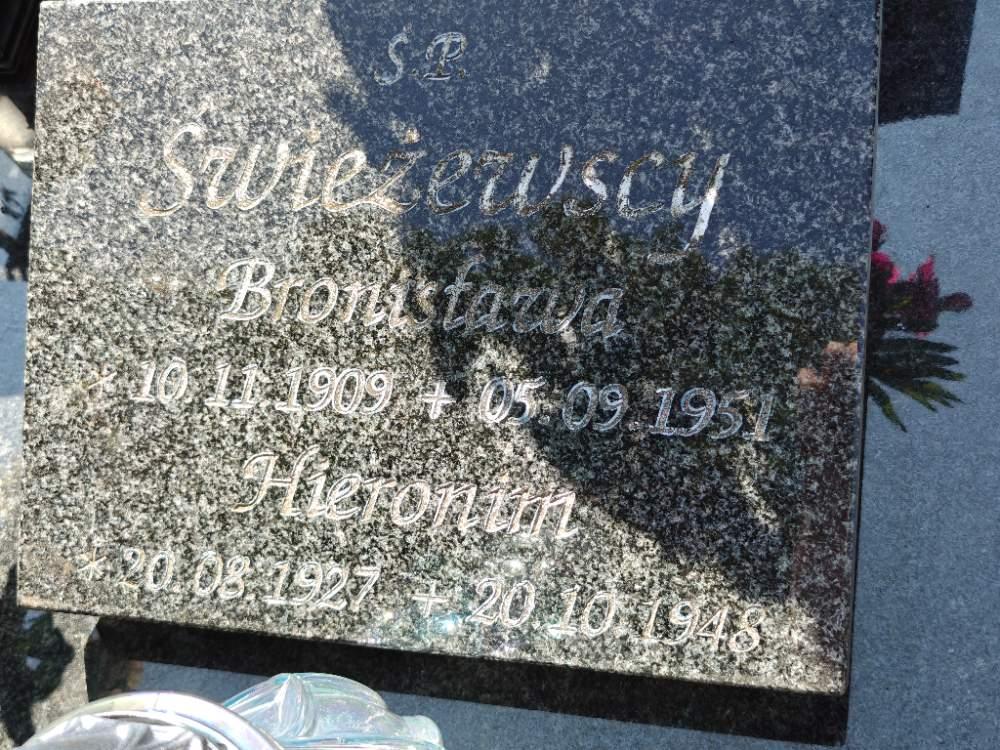 Ś.P.
Świeżewscy
Bronisława
* 10.11.1909 + 05.09.1951
Hieronim
* 20.08.1927 + 20.10.1948